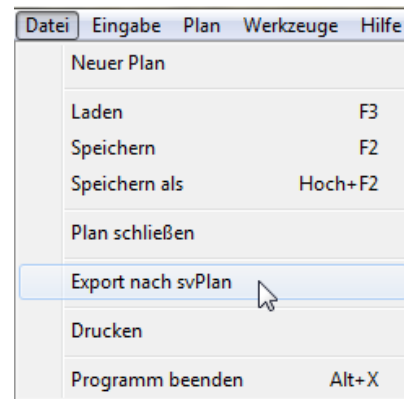 Datei Eingabe Plan Werkzeuge Hilfe
Neuer Plan
Laden F3
Speichern F2
Speichern als Hoch+F2
Plan schließen
Export nach svPlan
Drucken
Programm beenden Alt+X